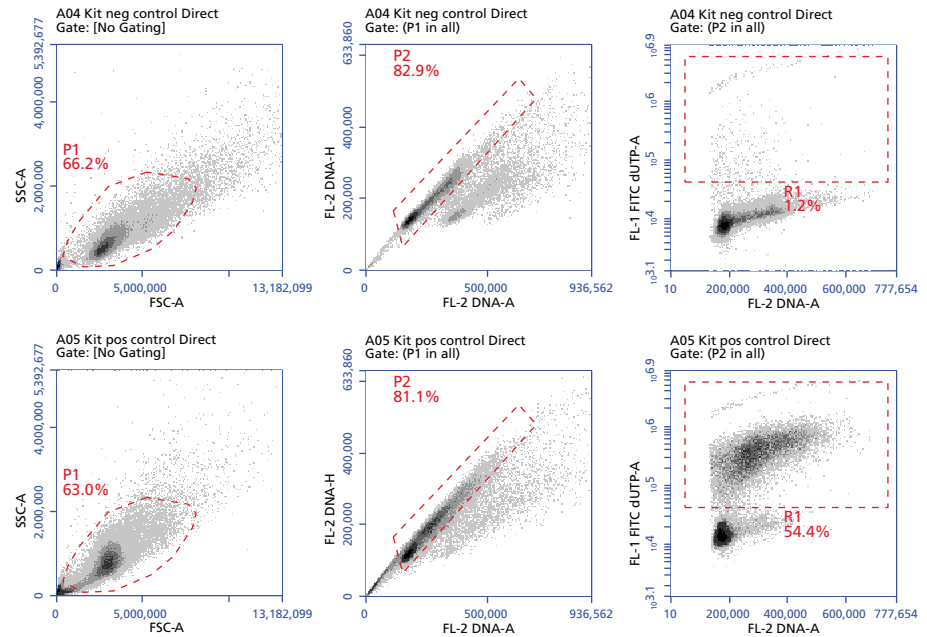 A04 Kit neg control Direct
Gate: [No Gating]
5,392,677
4,000,000
2,000,000
0
SSC-A
P1
66.2%
0
5,000,000
13,182,099
FSC-A
A04 Kit neg control Direct
Gate: (P1 in all)
633,860
400,000
200,000
0
FL-2 DNA-H
P2
82.9%
0
500,000
936,562
FL-2 DNA-A
A04 Kit neg control Direct
Gate: (P2 in all)
10 6.9
10 6
10 5
10 4
10 3.1
FL-1 FITC dUTP-A
R1
1.2%
10
200,000
400,000
600,000
777,654
FL-2 DNA-A
A05 Kit pos control Direct
Gate: [No Gating]
5,392,677
4,000,000
2,000,000
0
SSC-A
P1
63.0%
0
5,000,000
13,182,099
FSC-A
A05 Kit pos control Direct
Gate: (P1 in all)
633,860
400,000
200,000
0
FL-2 DNA-H
P2
81.1%
0
500,000
936,562
FL-2 DNA-A
A05 Kit pos control Direct
Gate: (P2 in all)
10 6.9
10 6
10 5
10 4
10 3.1
FL-1 FITC dUTP-A
R1
54.4%
10
200,000
400,000
600,000
777,654
FL-2 DNA-A